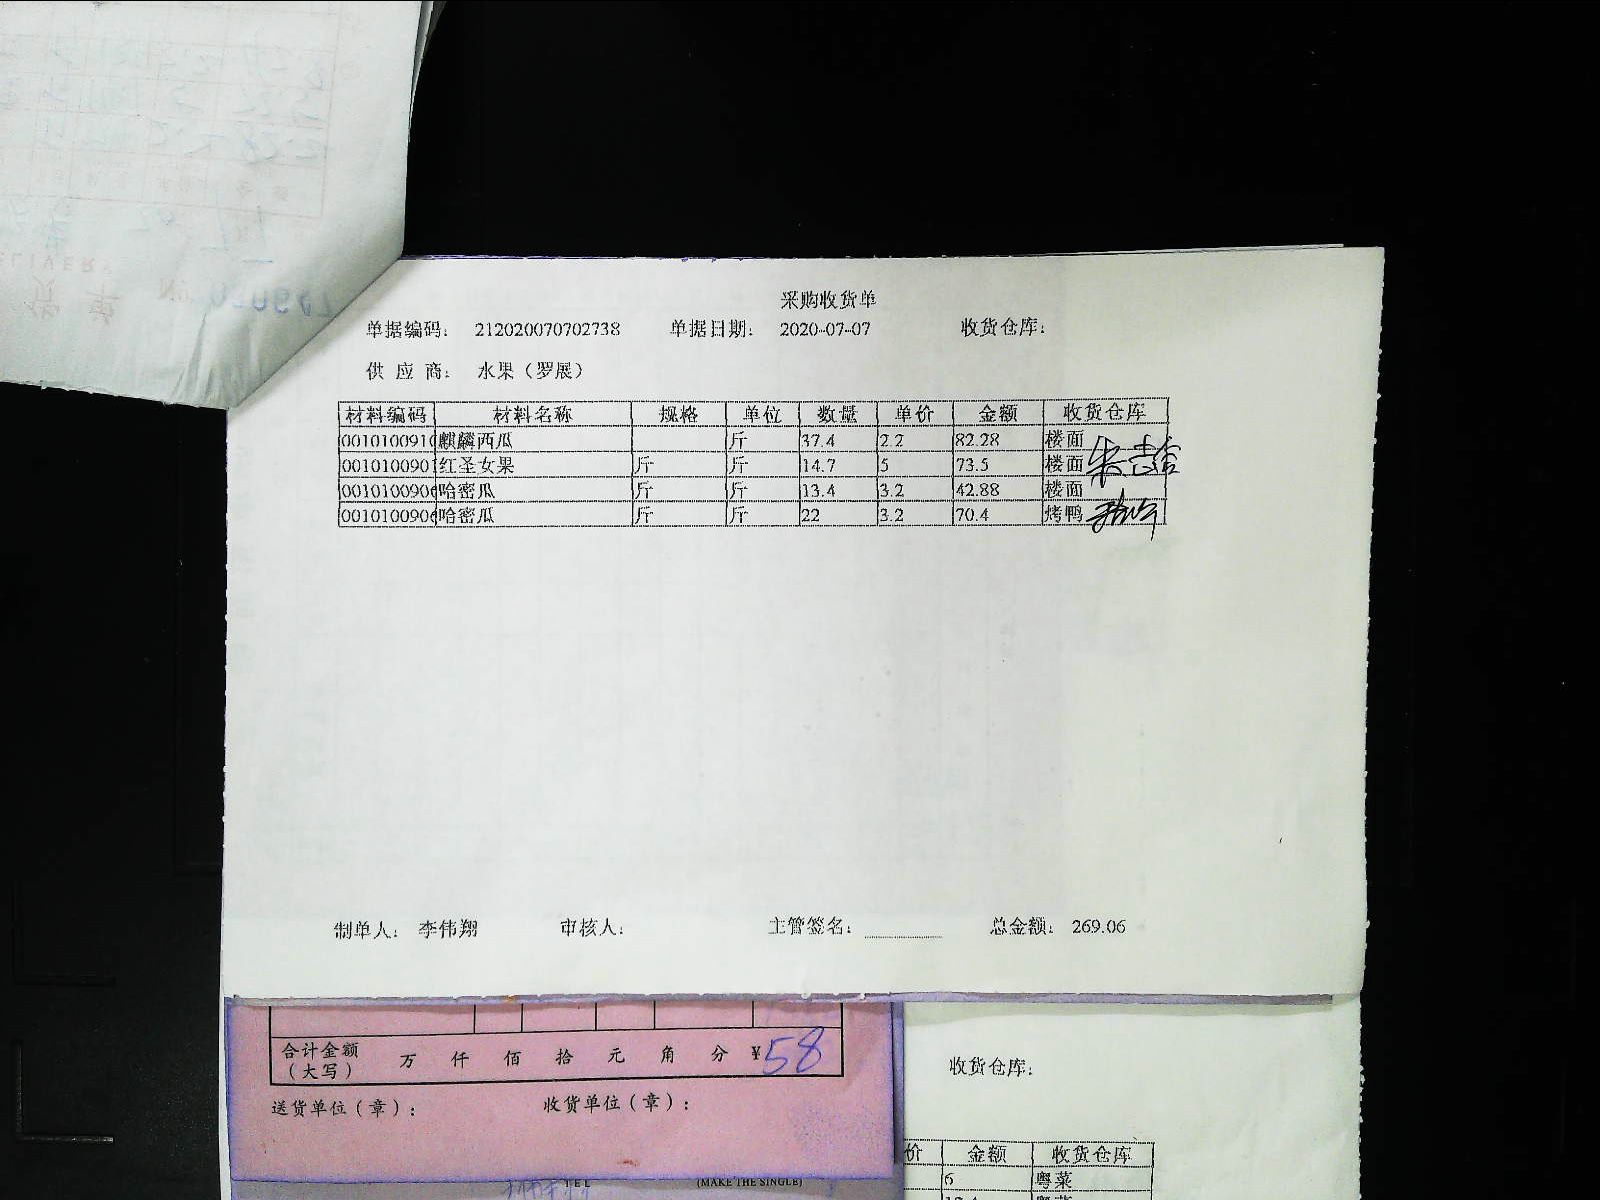 采购收货单
单据编码： 212020070702738 单据日期： 2020-07-07 收货仓库：
供 应 商： 水果（罗展）
材料编码 材料名称 规格 单位 数量 单价 金额 收货仓库
0010100910 麒麟西瓜 斤 37.4 2.2 82.28 楼面
001010090 红圣女果 斤 斤 14.7 5 73.5 楼面
001010090 哈密瓜 斤 斤 13.4 3.2 42.88 楼面
001010090 哈密瓜 斤 斤 22 3.2 70.4 烤鸭
制单人： 李伟翔 审核人： 主管签名： 总金额： 269.06
合计金额（大写） 万 仟 佰 拾 元 角 分 ¥58
送货单位（章）： 收货单位（章）：
TEL (MAKE THE SINGLE)
收货仓库：
价 金额 收货仓库
6 粤菜